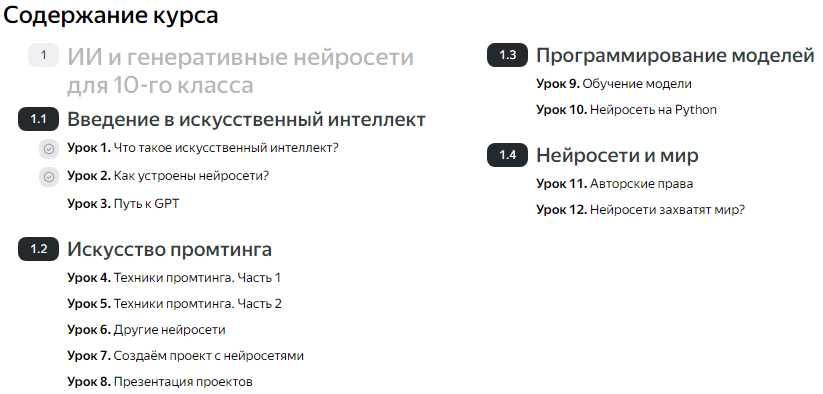 Содержание курса
1 ИИ и генеративные нейросети
для 10-го класса
1.1 Введение в искусственный интеллект
Урок 1. Что такое искусственный интеллект?
Урок 2. Как устроены нейросети?
Урок 3. Путь к GPT
1.2 Искусство промтинга
Урок 4. Техники промтинга. Часть 1
Урок 5. Техники промтинга. Часть 2
Урок 6. Другие нейросети
Урок 7. Создаём проект с нейросетями
Урок 8. Презентация проектов
1.3 Программирование моделей
Урок 9. Обучение модели
Урок 10. Нейросеть на Python
1.4 Нейросети и мир
Урок 11. Авторские права
Урок 12. Нейросети захватят мир?